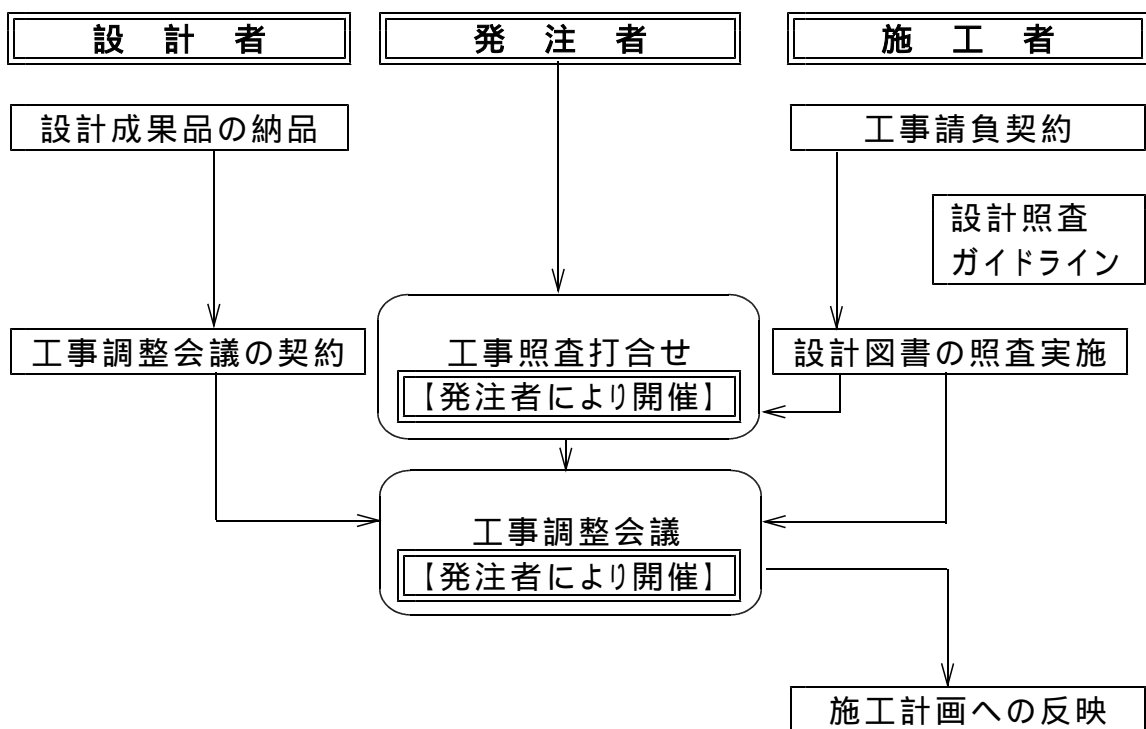 設計者
発注者
施工者
設計成果品の納品
工事請負契約
設計照査
ガイドライン
工事調整会議の契約
工事照査打合せ
【発注者により開催】
設計図書の照査実施
工事調整会議
【発注者により開催】
施工計画への反映